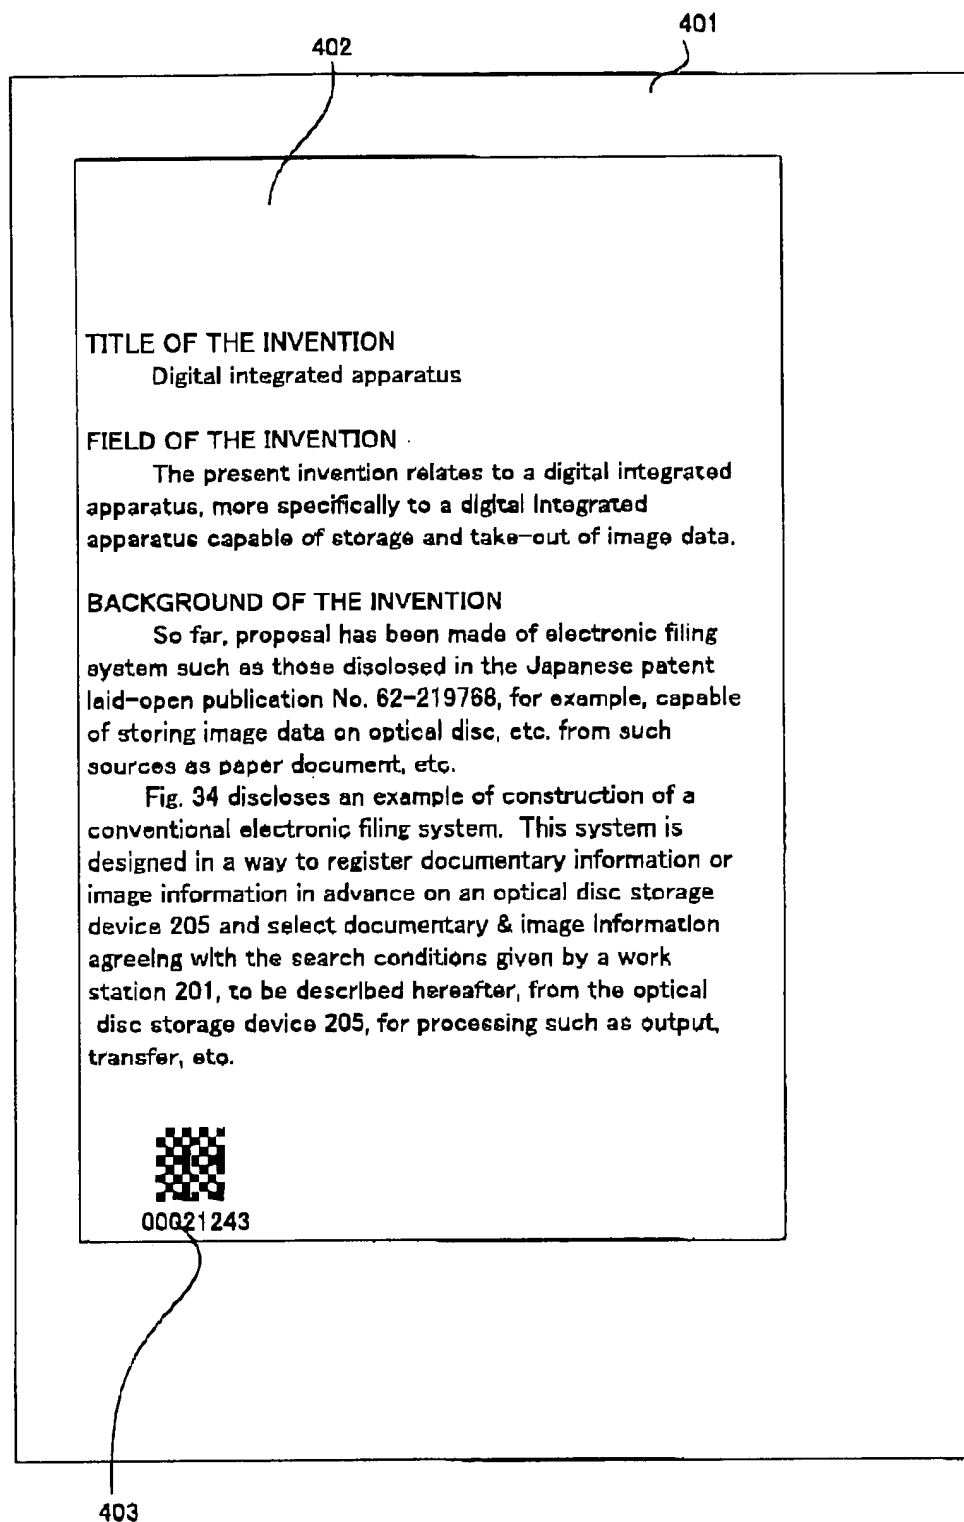 402
401
TITLE OF THE INVENTION
Digital integrated apparatus
FIELD OF THE INVENTION
The present invention relates to a digital integrated
apparatus, more specifically to a digital integrated
apparatus capable of storage and take-out of image data.
BACKGROUND OF THE INVENTION
So far, proposal has been made of electronic filing
system such as those disclosed in the Japanese patent
laid-open publication No. 62-219768, for example, capable
of storing image data on optical disc, etc. from such
sources as paper document, etc.
Fig. 34 discloses an example of construction of a
conventional electronic filing system. This system is
designed in a way to register documentary information or
image information in advance on an optical disc storage
device 205 and select documentary & image information
agreeing with the search conditions given by a work
station 201, to be described hereafter, from the optical
disc storage device 205, for processing such as output,
transfer, etc.
00021243
403